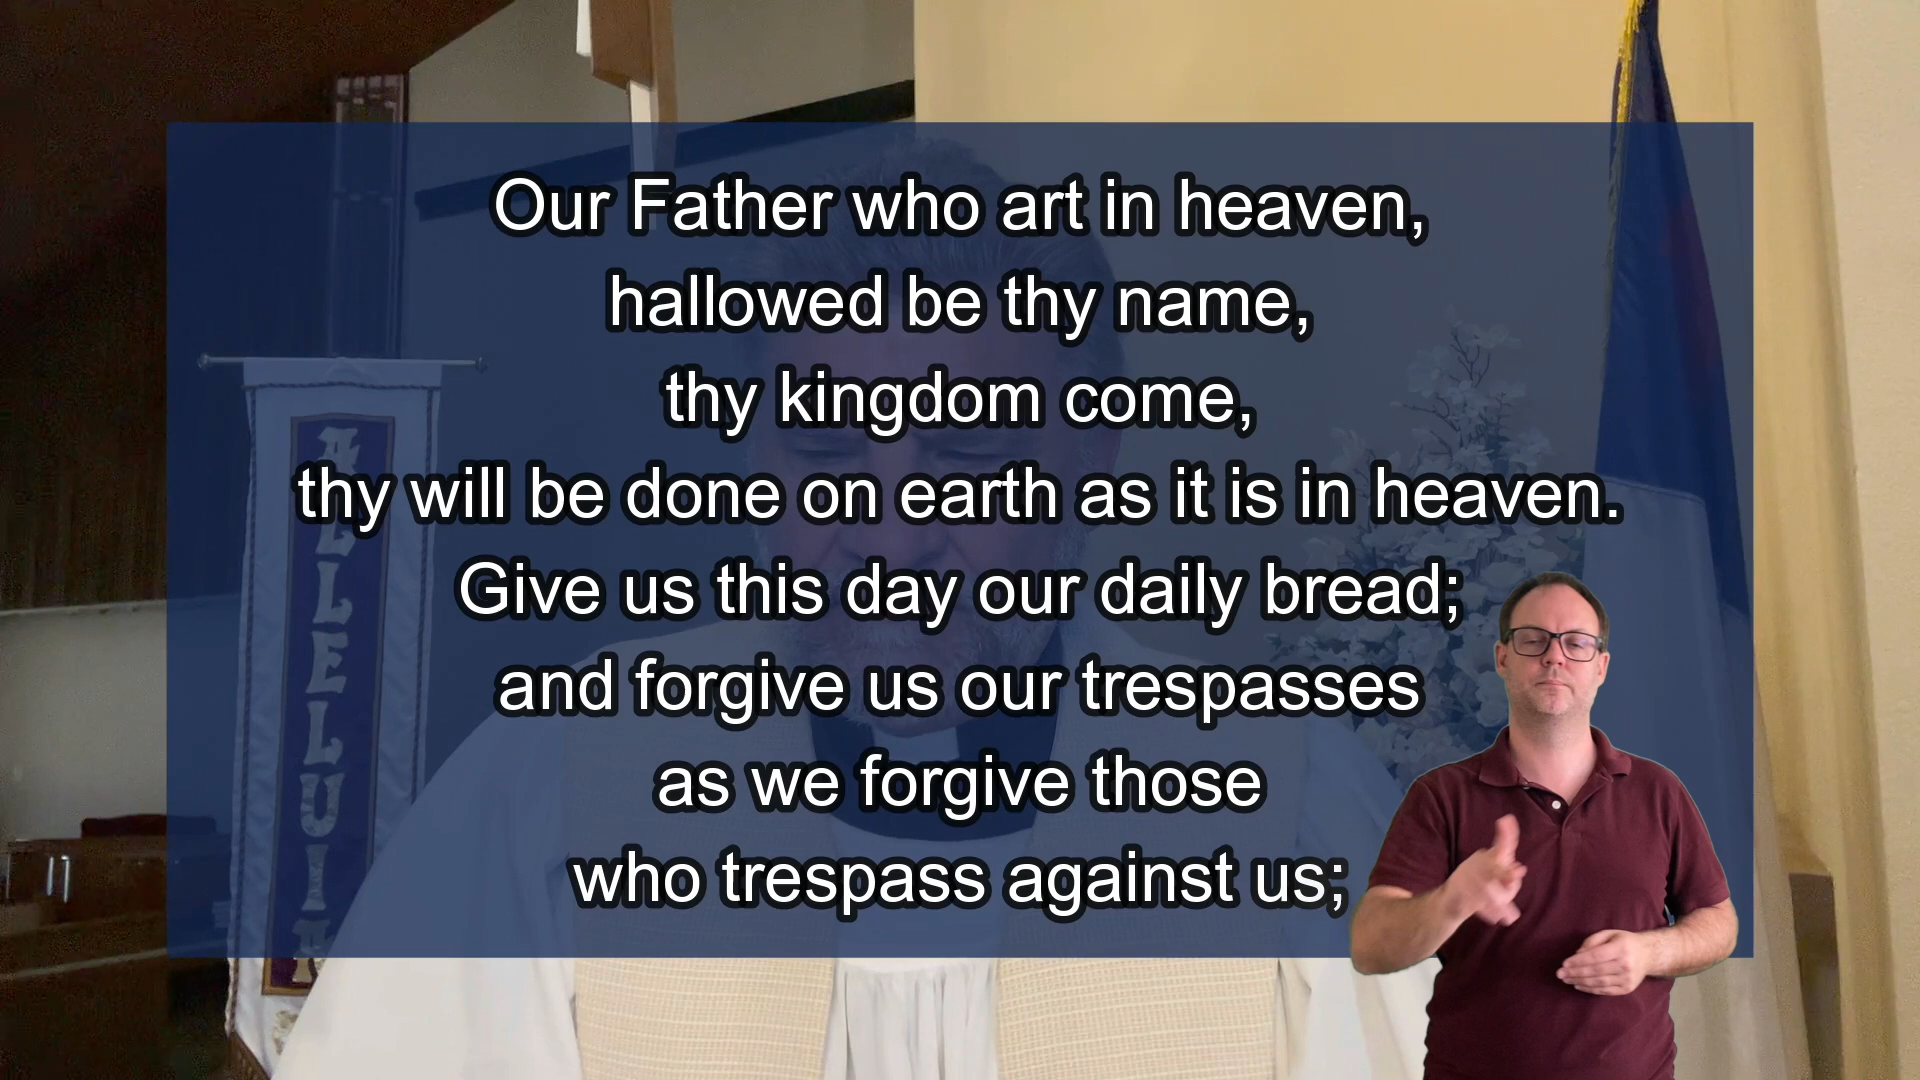 Our Father who art in heaven,
hallowed be thy name,
thy kingdom come,
thy will be done on earth as it is in heaven.
Give us this day our daily bread;
and forgive us our trespasses
as we forgive those
who trespass against us;
ALLELUIA